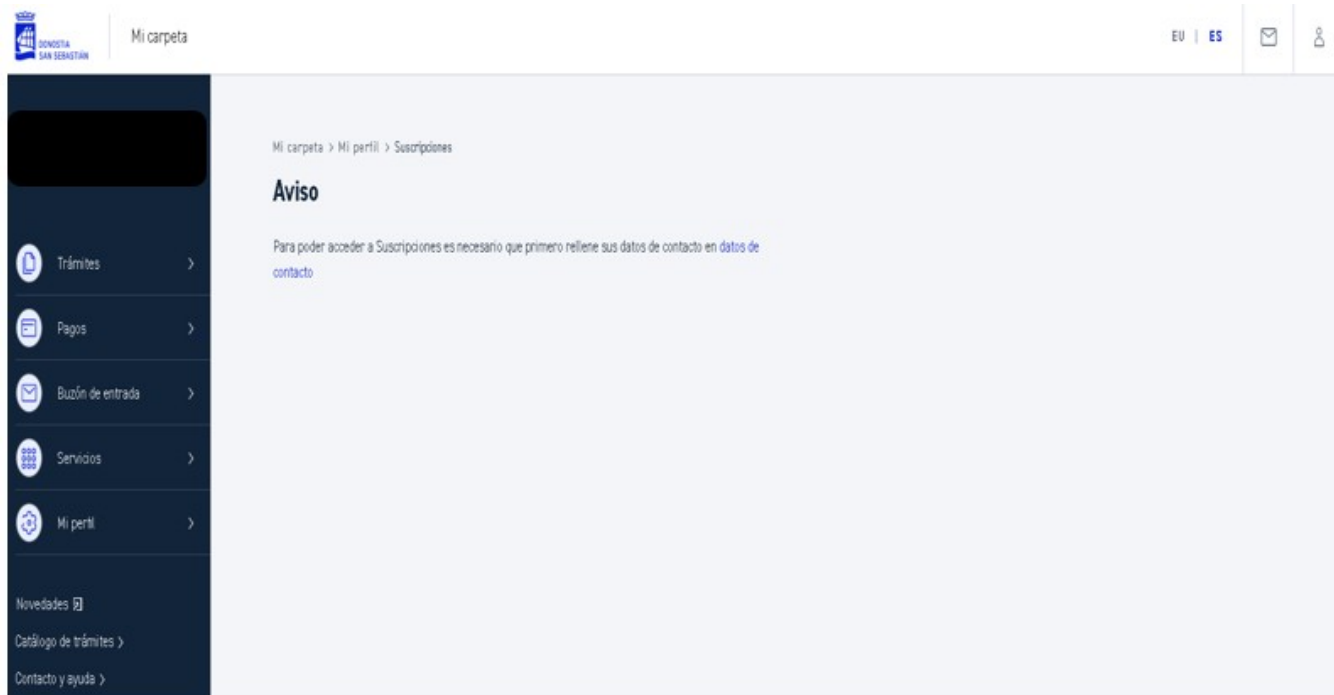 DONOSTIA
SAN SEBASTIÁN
Mi carpeta
EU | ES
Mi carpeta > Mi perfil > Suscripciones
Aviso
Para poder acceder a Suscripciones es necesario que primero rellene sus datos de contacto en datos de
contacto
Trámites
Pagos
Buzón de entrada
Servicios
Mi perfil
Novedades
Catálogo de trámites >
Contacto y ayuda >